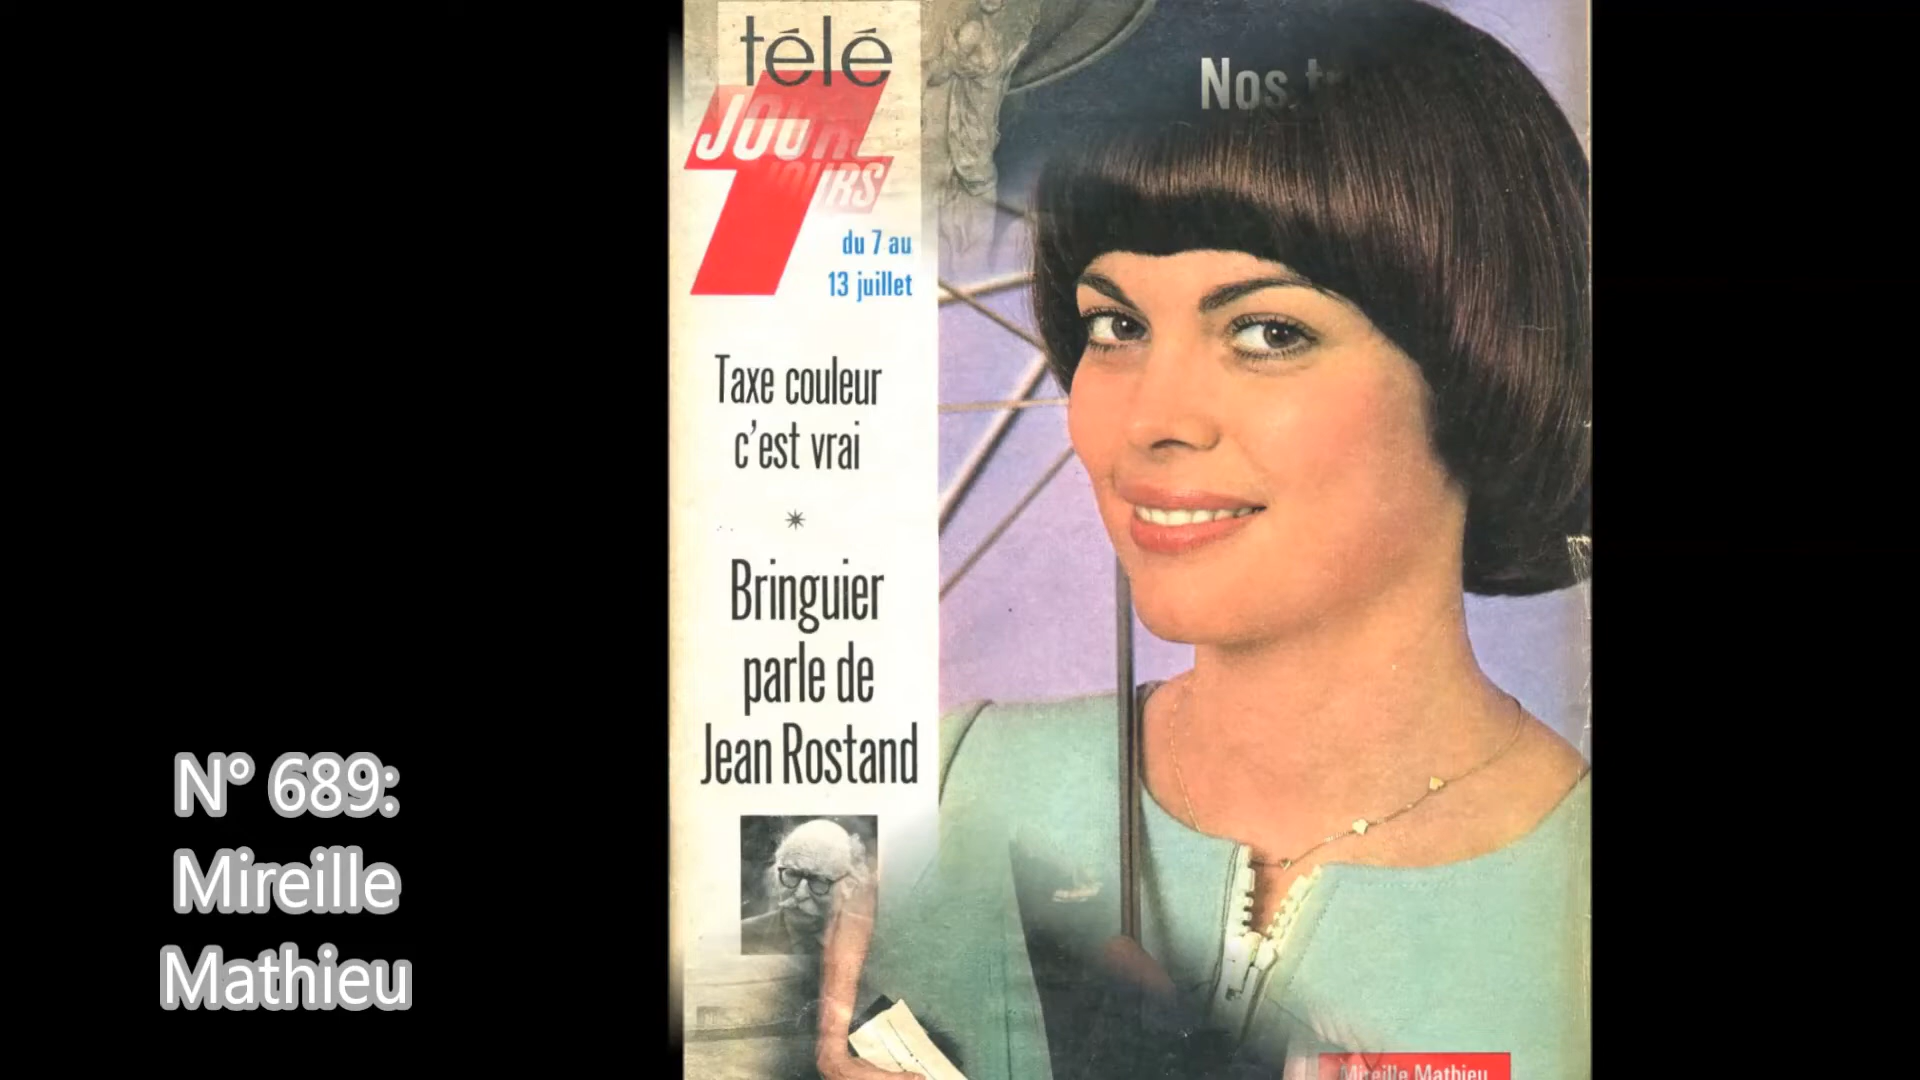 télé
7
JOURS
du 7 au
13 juillet
Taxe couleur
c'est vrai
Bringuier
parle de
Jean Rostand
Nos
N° 689:
Mireille
Mathieu
Mireille Mathieu